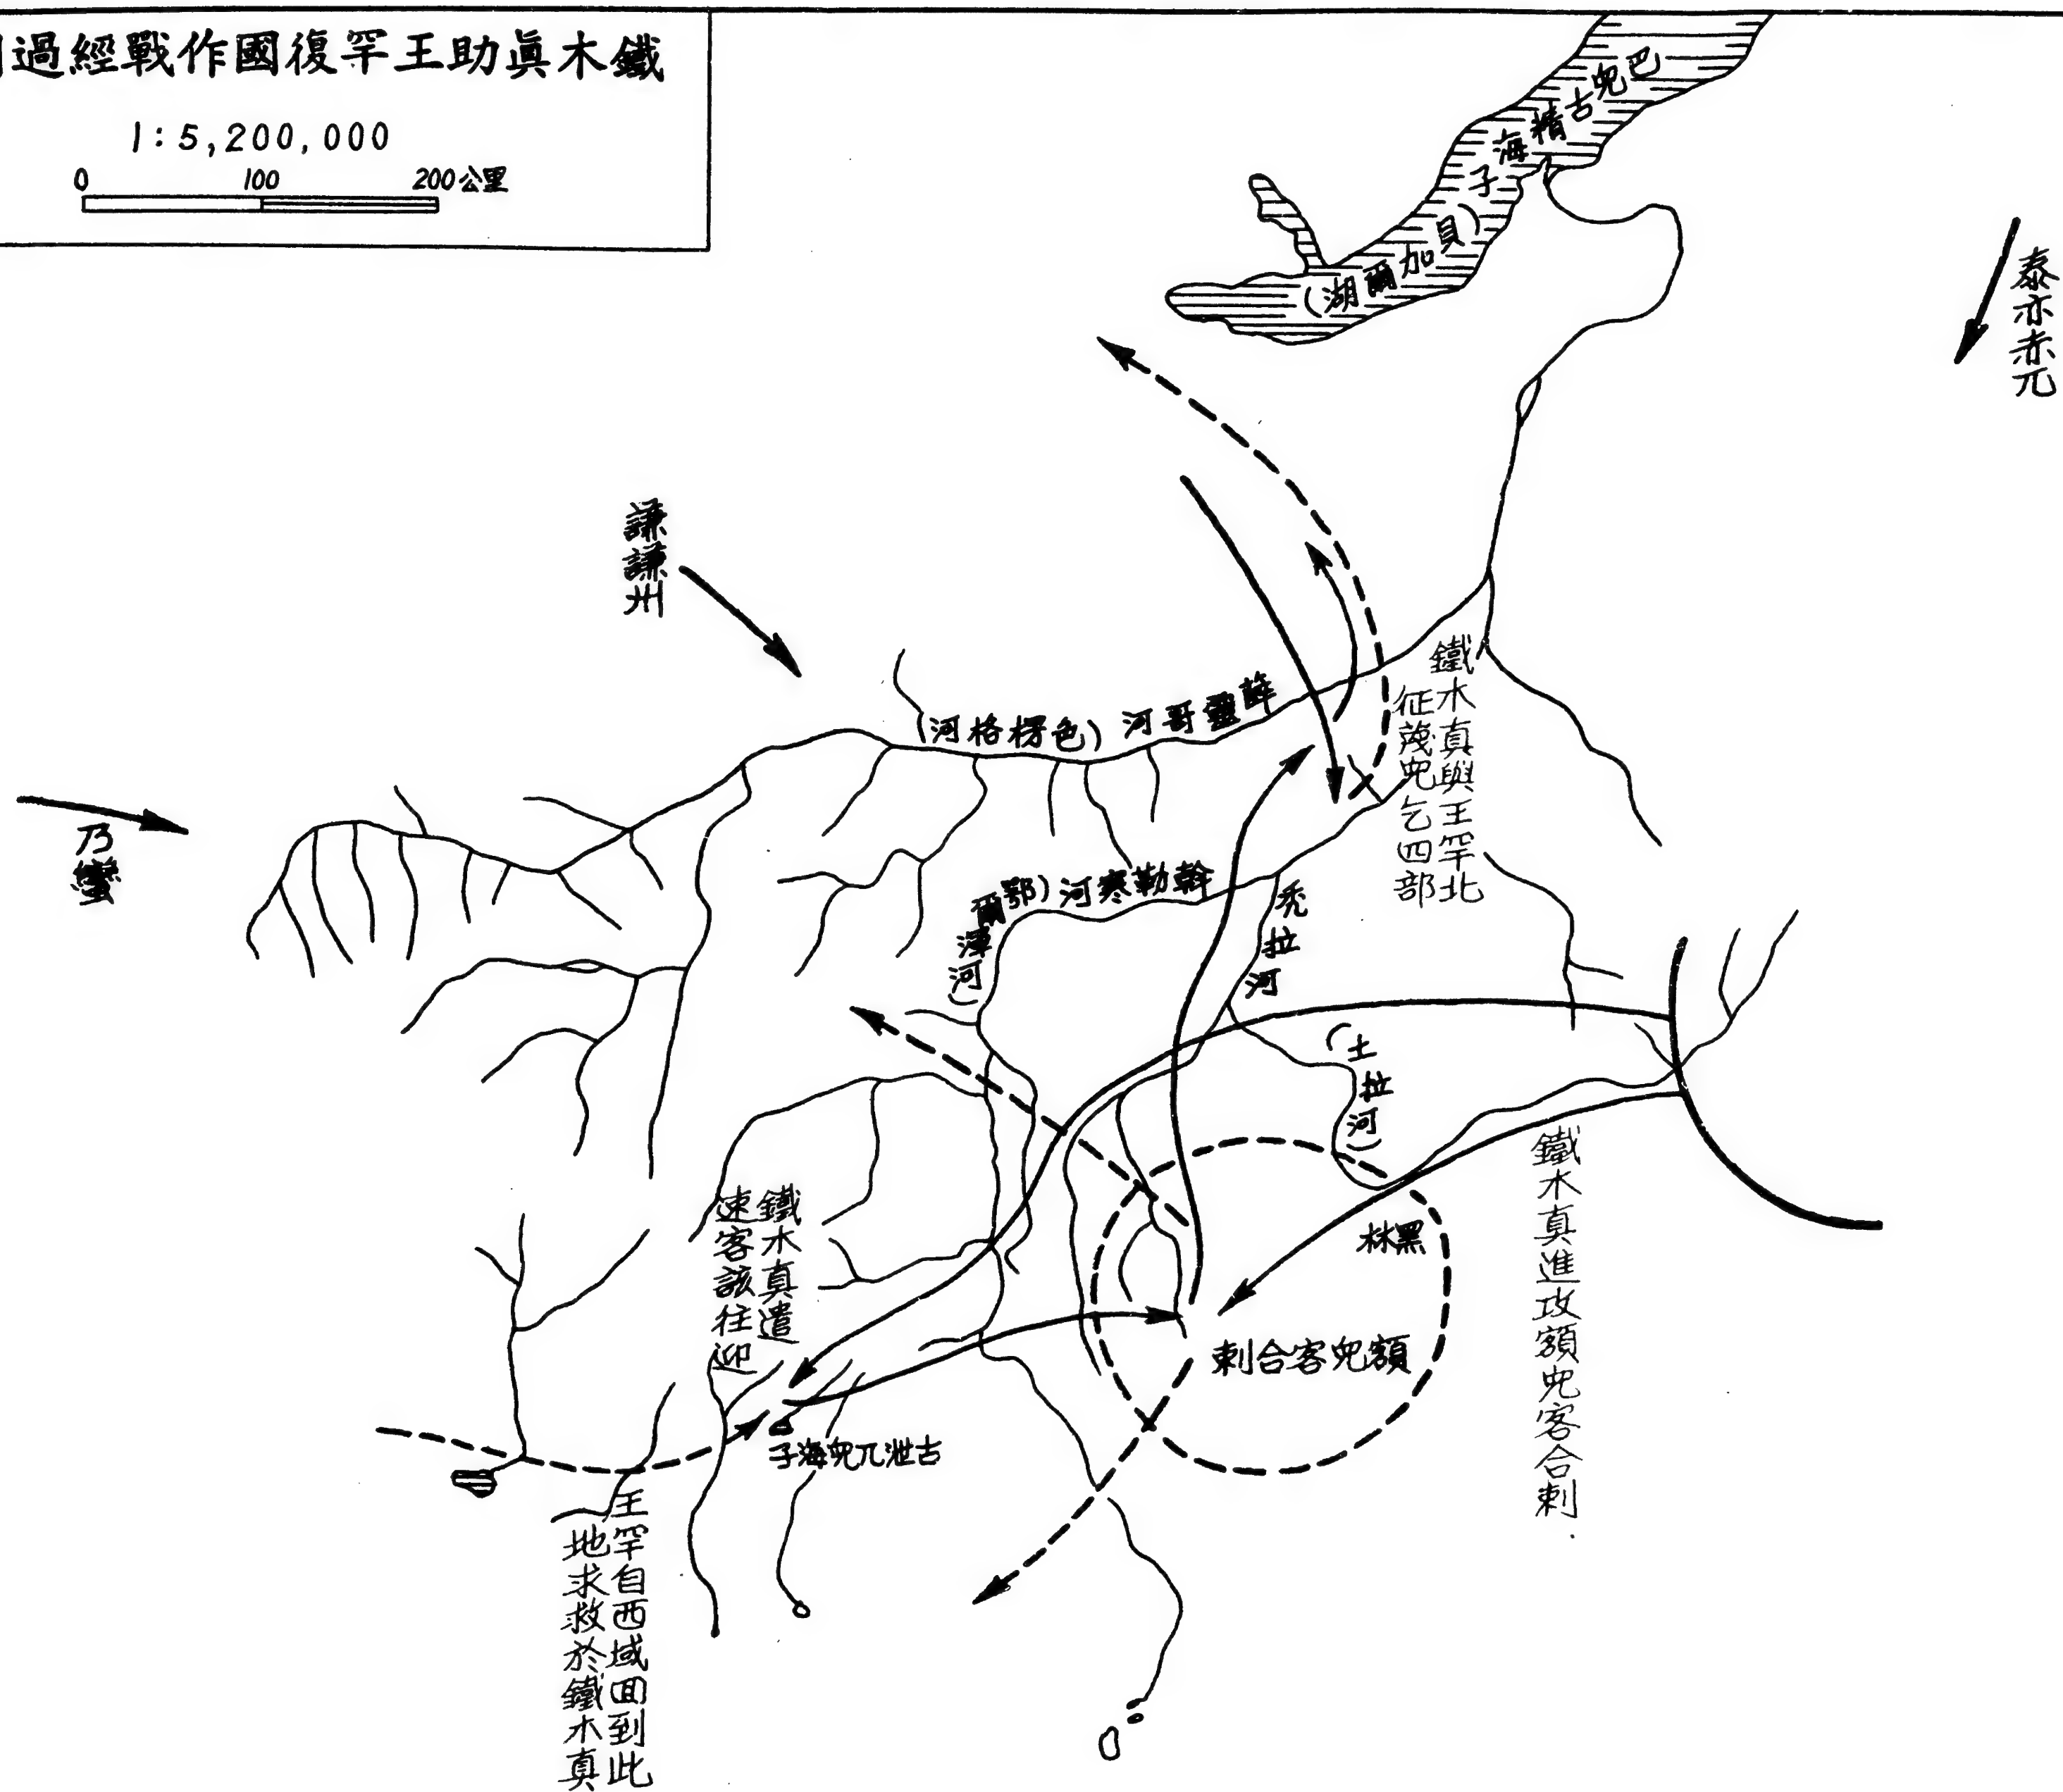 鐵木真助王罕復國作戰經過
1:5,200,000
0 100 200公里
巴兒古椿海子
(貝加爾湖)
泰亦赤兀
謙謙州
乃蠻
薛靈哥河(色楞格河)
斡勒寒河(鄂爾渾河)
禿拉河
(土拉河)
鐵木真與王罕北
征蔑兒乞四部
黑林
額兒客合剌
鐵木真進攻額兒客合剌
鐵木真遣
速客該往迎
古泄兀兒海子
王罕自西域回到此
地求救於鐵木真